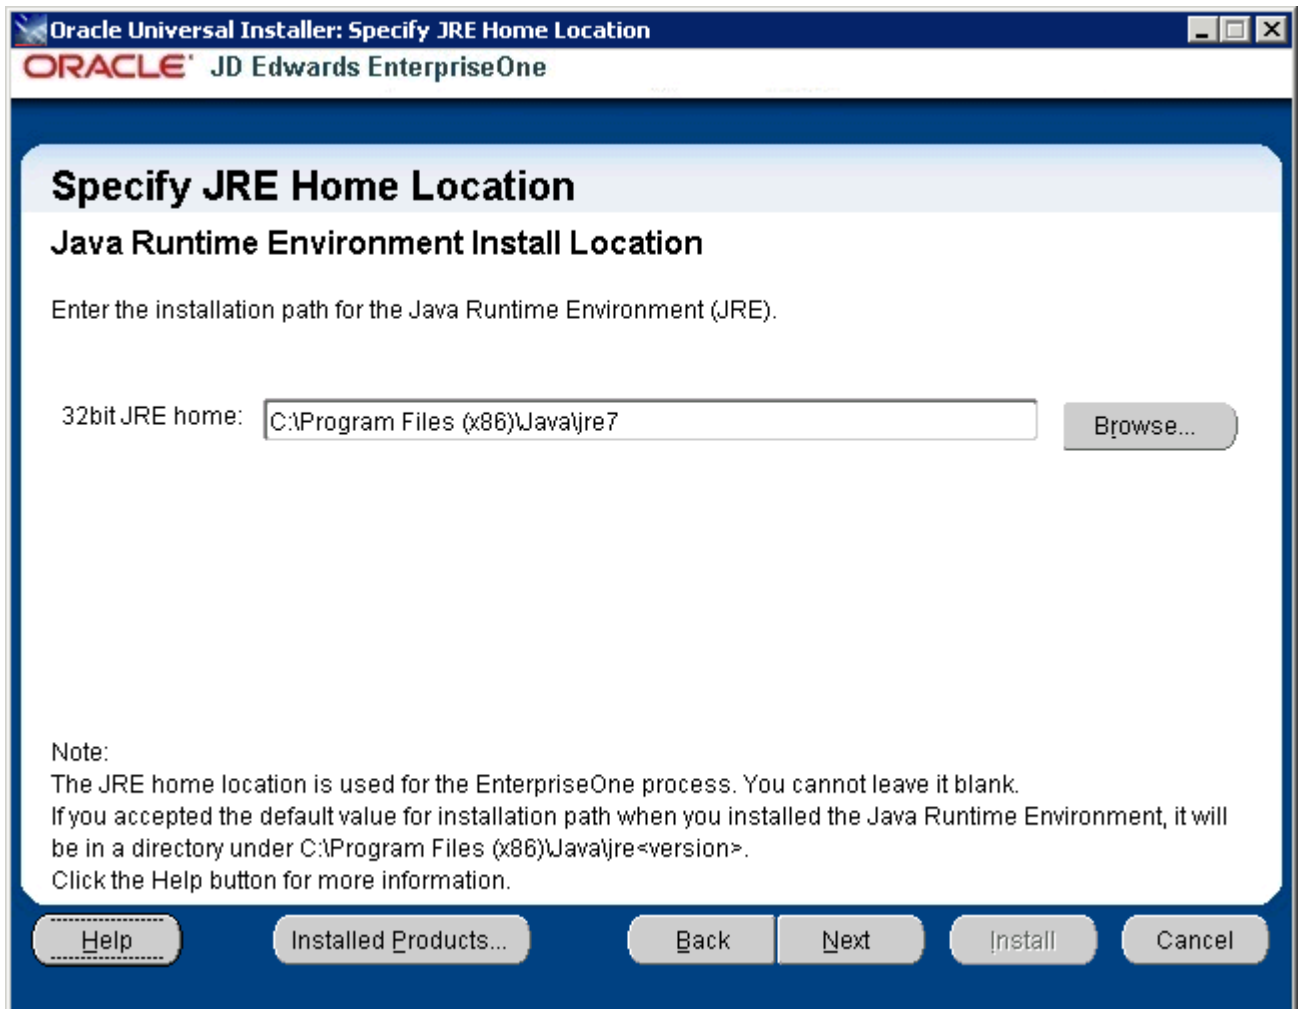 Oracle Universal Installer: Specify JRE Home Location
ORACLE' JD Edwards EnterpriseOne
Specify JRE Home Location
Java Runtime Environment Install Location
Enter the installation path for the Java Runtime Environment (JRE).
32bit JRE home: C:\Program Files (x86)\Java\jre7 Browse...
Note:
The JRE home location is used for the EnterpriseOne process. You cannot leave it blank.
If you accepted the default value for installation path when you installed the Java Runtime Environment, it will
be in a directory under C:\Program Files (x86)\Java\jre<version>.
Click the Help button for more information.
Help Installed Products... Back Next Install Cancel